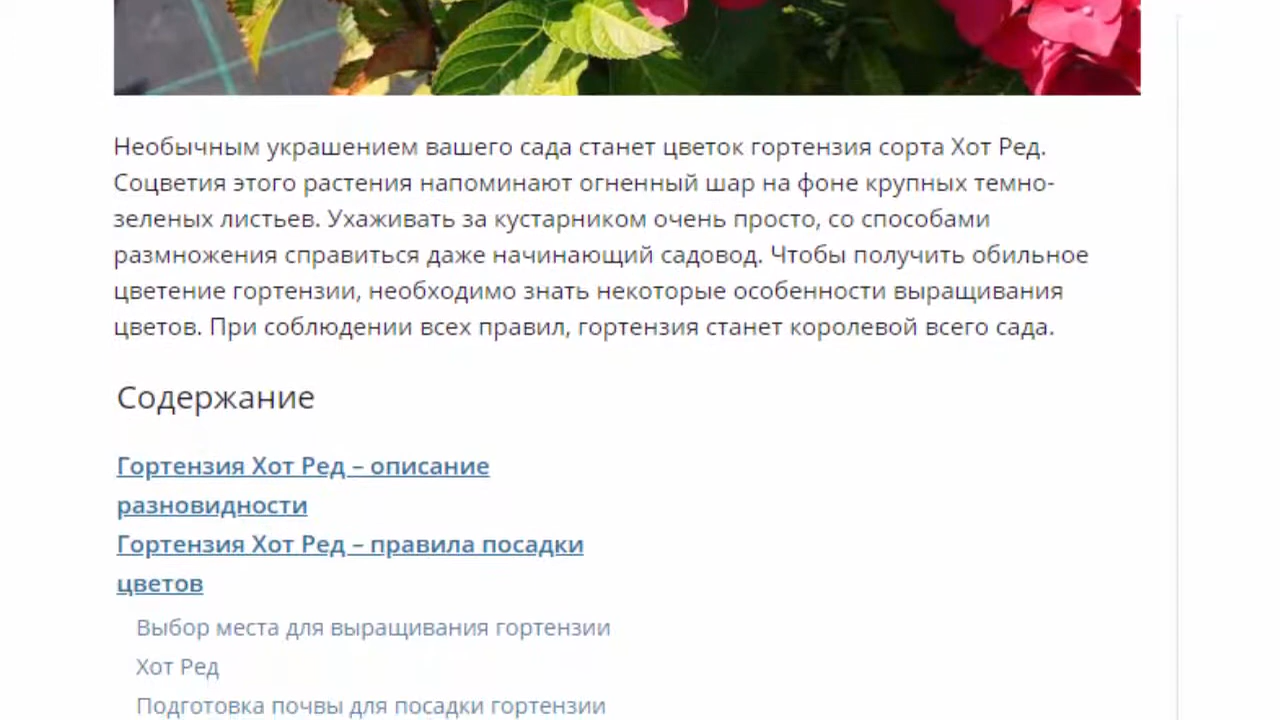 Необычным украшением вашего сада станет цветок гортензия сорта Хот Ред.
Соцветия этого растения напоминают огненный шар на фоне крупных темно-
зеленых листьев. Ухаживать за кустарником очень просто, со способами
размножения справиться даже начинающий садовод. Чтобы получить обильное
цветение гортензии, необходимо знать некоторые особенности выращивания
цветов. При соблюдении всех правил, гортензия станет королевой всего сада.
Содержание
Гортензия Хот Ред – описание
разновидности
Гортензия Хот Ред – правила посадки
цветов
Выбор места для выращивания гортензии
Хот Ред
Подготовка почвы для посадки гортензии